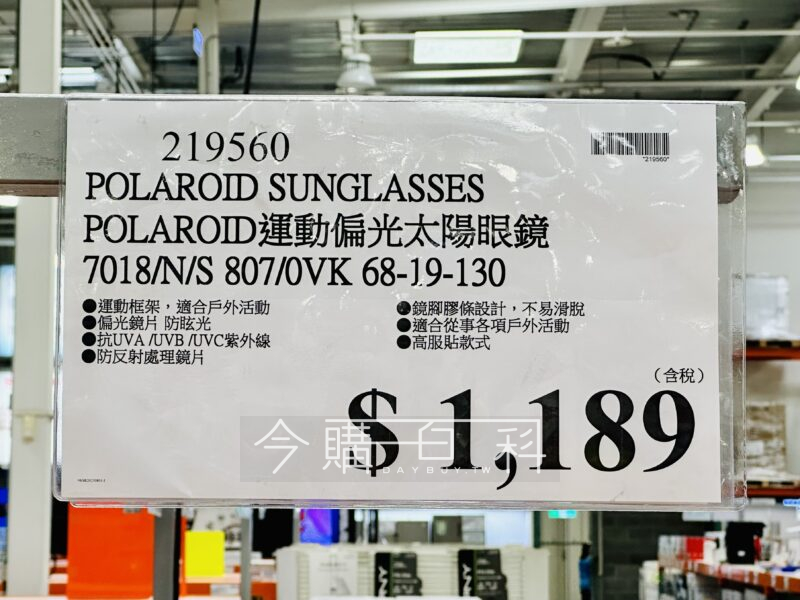 219560
"219560"
POLAROID SUNGLASSES
POLAROID運動偏光太陽眼鏡
7018/N/S 807/0VK 68-19-130
●運動框架，適合戶外活動
●偏光鏡片 防眩光
●抗UVA /UVB /UVC紫外線
●防反射處理鏡片
●鏡腳膠條設計，不易滑脫
●適合從事各項戶外活動
●高服貼款式
（含稅）
$ 1,189
今購百科
DAYBUY.TW